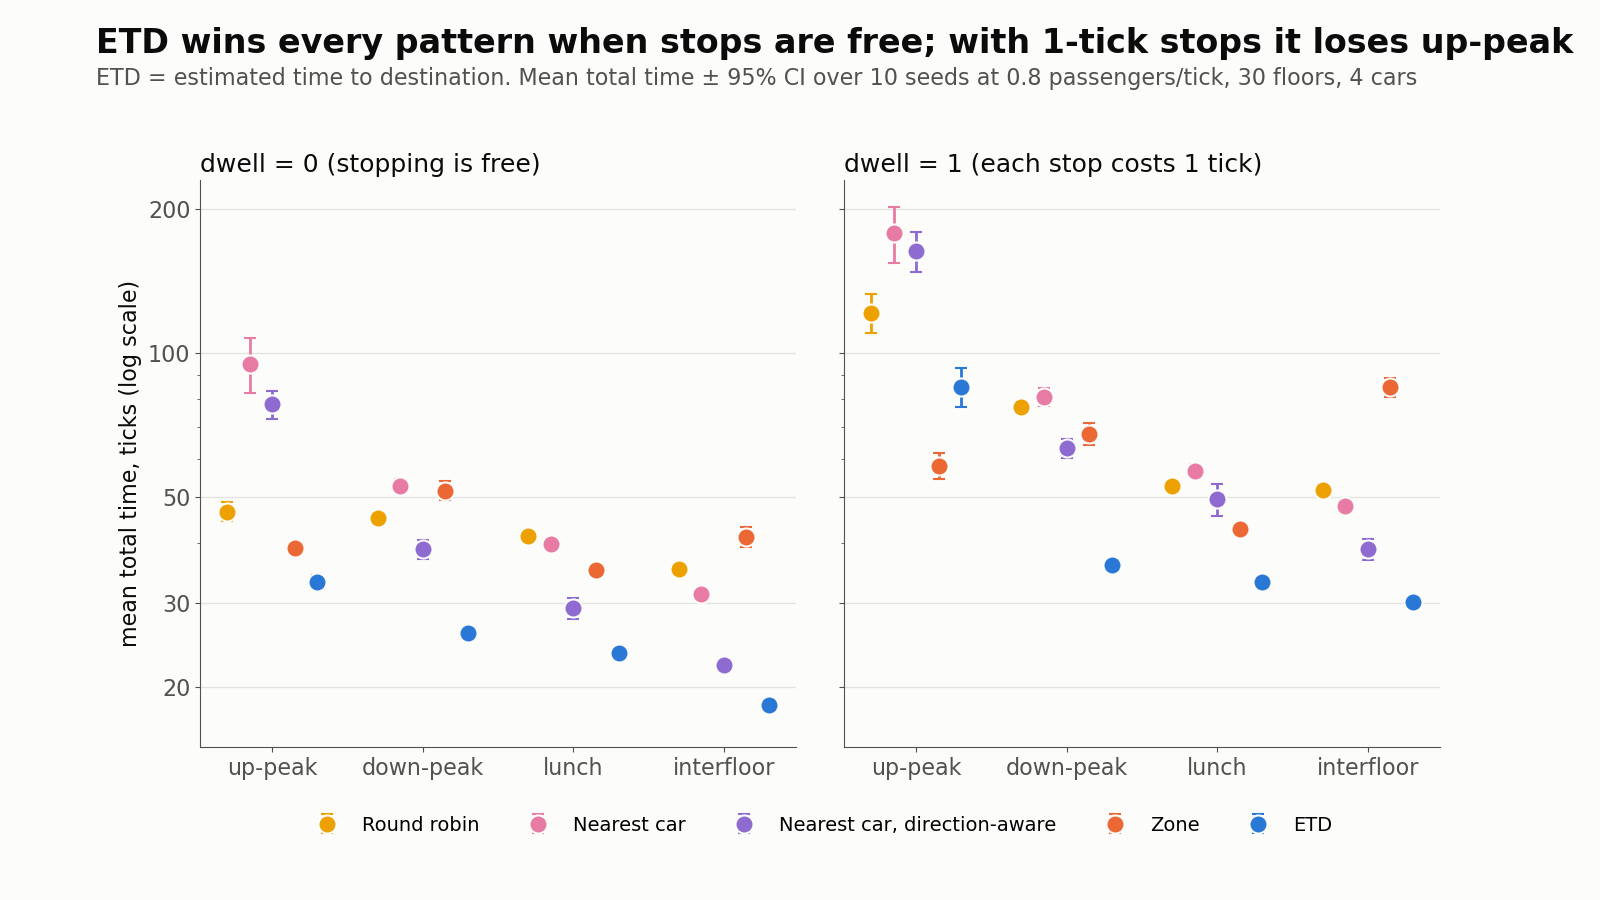 ETD wins every pattern when stops are free; with 1-tick stops it loses up-peak
ETD = estimated time to destination. Mean total time ± 95% CI over 10 seeds at 0.8 passengers/tick, 30 floors, 4 cars
dwell = 0 (stopping is free)
dwell = 1 (each stop costs 1 tick)
mean total time, ticks (log scale)
200
100
50
30
20
up-peak down-peak lunch interfloor
up-peak down-peak lunch interfloor
Round robin Nearest car Nearest car, direction-aware Zone ETD